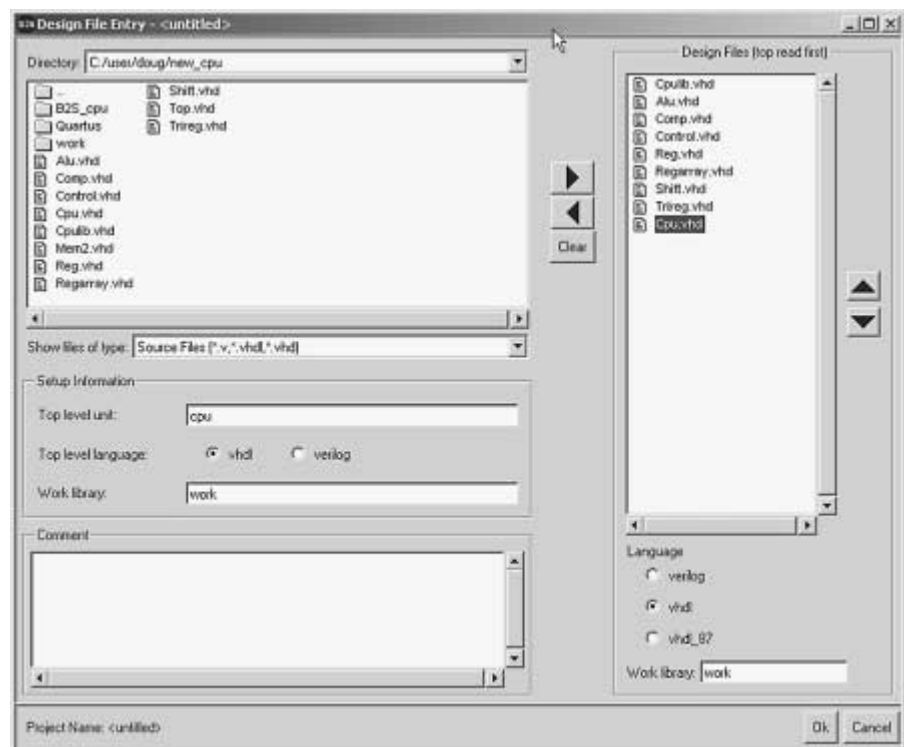 B2S Design File Entry - <untitled>
Directory: C:/user/doug/new_cpu
..
B2S_cpu
Quartus
work
Alu.vhd
Comp.vhd
Control.vhd
Cpu.vhd
Cpulib.vhd
Mem2.vhd
Reg.vhd
Regarray.vhd
Shift.vhd
Top.vhd
Trireg.vhd
Show files of type: Source Files (*.v,*.vhdl,*.vhd)
Setup Information
Top level unit: cpu
Top level language: vhdl verilog
Work library: work
Comment
Clear
Design Files (top read first)
Cpulib.vhd
Alu.vhd
Comp.vhd
Control.vhd
Reg.vhd
Regarray.vhd
Shift.vhd
Trireg.vhd
Cpu.vhd
Language
verilog
vhdl
vhdl_87
Work library: work
Project Name: <untitled>
Ok Cancel